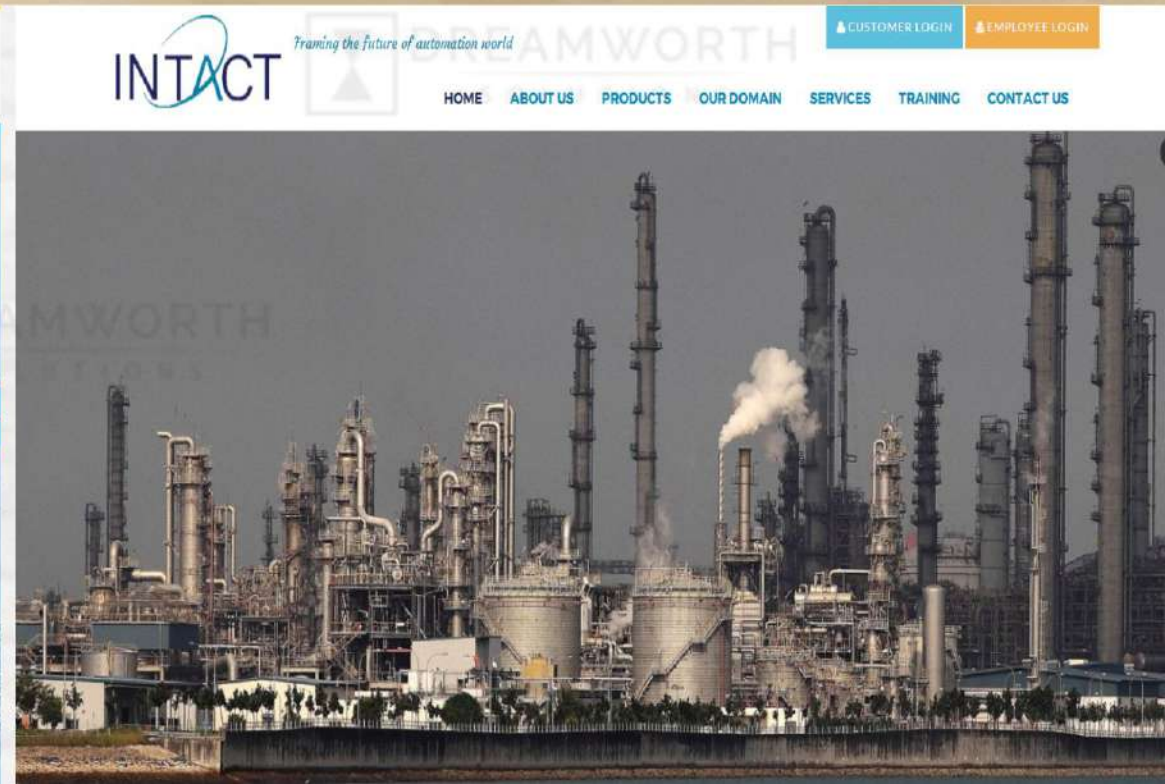 CUSTOMER LOGIN EMPLOYEE LOGIN
INTACT Framing the future of automation world
DREAMWORTH
HOME ABOUT US PRODUCTS OUR DOMAIN SERVICES TRAINING CONTACT US
AMWORTH
UTIONS